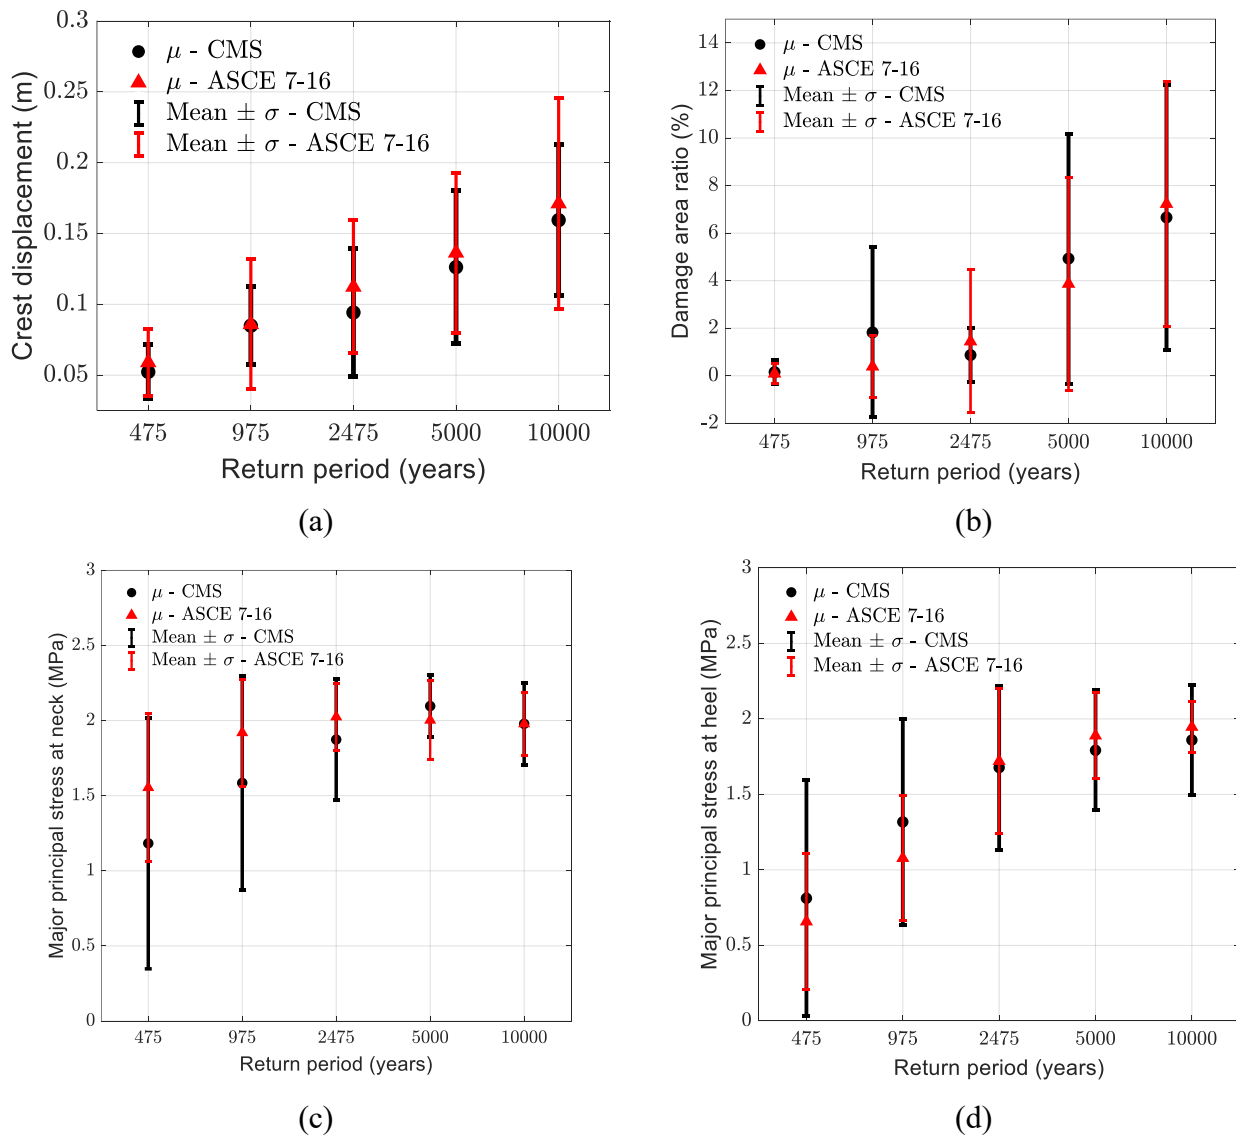 0.3
0.25
0.2
0.15
0.1
0.05
Crest displacement (m)
μ - CMS
μ - ASCE 7-16
Mean ± σ - CMS
Mean ± σ - ASCE 7-16
475 975 2475 5000 10000
Return period (years)
(a)
14
12
10
8
6
4
2
0
-2
Damage area ratio (%)
μ - CMS
μ - ASCE 7-16
Mean ± σ - CMS
Mean ± σ - ASCE 7-16
475 975 2475 5000 10000
Return period (years)
(b)
3
2.5
2
1.5
1
0.5
0
Major principal stress at neck (MPa)
μ - CMS
μ - ASCE 7-16
Mean ± σ - CMS
Mean ± σ - ASCE 7-16
475 975 2475 5000 10000
Return period (years)
(c)
3
2.5
2
1.5
1
0.5
0
Major principal stress at heel (MPa)
μ - CMS
μ - ASCE 7-16
Mean ± σ - CMS
Mean ± σ - ASCE 7-16
475 975 2475 5000 10000
Return period (years)
(d)